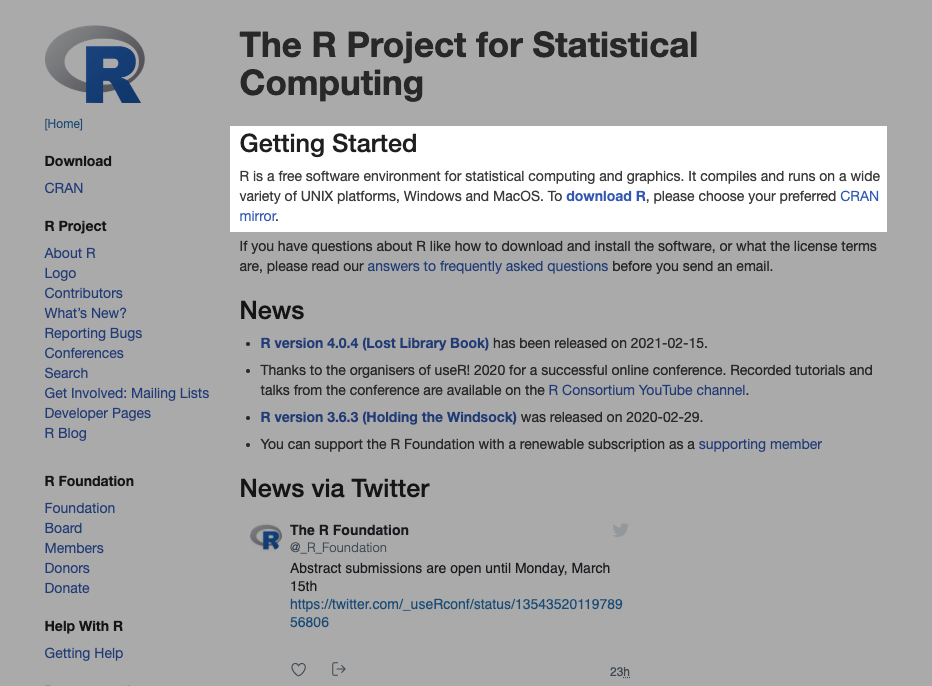 R
[Home]
Download
CRAN
R Project
About R
Logo
Contributors
What's New?
Reporting Bugs
Conferences
Search
Get Involved: Mailing Lists
Developer Pages
R Blog
R Foundation
Foundation
Board
Members
Donors
Donate
Help With R
Getting Help
The R Project for Statistical
Computing
Getting Started
R is a free software environment for statistical computing and graphics. It compiles and runs on a wide
variety of UNIX platforms, Windows and MacOS. To download R, please choose your preferred CRAN
mirror.
If you have questions about R like how to download and install the software, or what the license terms
are, please read our answers to frequently asked questions before you send an email.
News
• R version 4.0.4 (Lost Library Book) has been released on 2021-02-15.
• Thanks to the organisers of useR! 2020 for a successful online conference. Recorded tutorials and
talks from the conference are available on the R Consortium YouTube channel.
• R version 3.6.3 (Holding the Windsock) was released on 2020-02-29.
• You can support the R Foundation with a renewable subscription as a supporting member
News via Twitter
R
The R Foundation
@_R_Foundation
Abstract submissions are open until Monday, March
15th
https://twitter.com/_useRconf/status/13543520119789
56806
23h